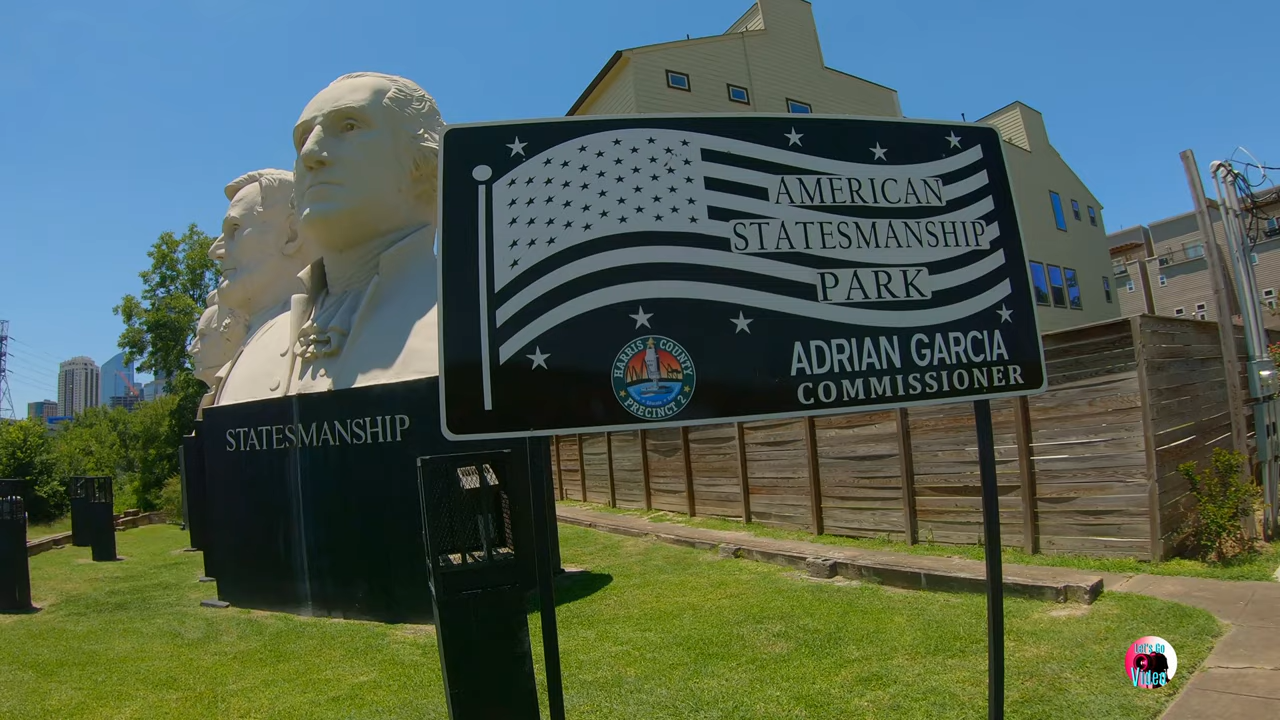 AMERICAN
STATESMANSHIP
PARK
HARRIS COUNTY
PRECINCT 2
ADRIAN GARCIA
COMMISSIONER
STATESMANSHIP
Let's Go
Video